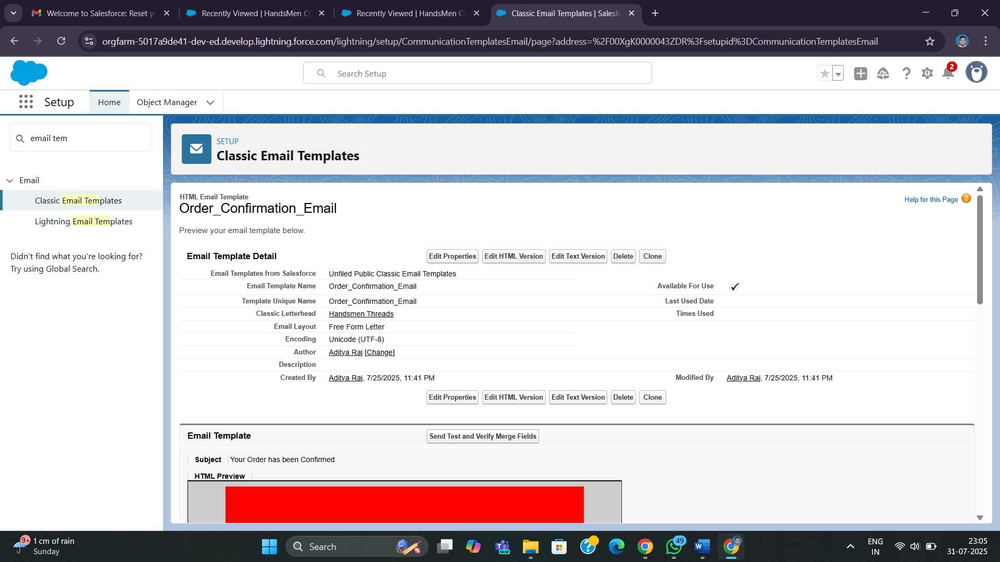 Welcome to Salesforce: Reset yo
Recently Viewed | HandsMen Cu
Recently Viewed | HandsMen Cu
Classic Email Templates | Salesfo
orgfarm-5017a9de41-dev-ed.develop.lightning.force.com/lightning/setup/CommunicationTemplatesEmail/page?address=%2F00XgK0000043ZDR%3Fsetupid%3DCommunicationTemplatesEmail
Search Setup
2
Setup
Home
Object Manager
email tem
Email
Classic Email Templates
Lightning Email Templates
Didn't find what you're looking for?
Try using Global Search.
SETUP
Classic Email Templates
HTML Email Template
Order_Confirmation_Email
Help for this Page
Preview your email template below.
Email Template Detail
Edit Properties Edit HTML Version Edit Text Version Delete Clone
Email Templates from Salesforce Unfiled Public Classic Email Templates
Email Template Name Order_Confirmation_Email Available For Use
Template Unique Name Order_Confirmation_Email Last Used Date
Classic Letterhead Handsmen Threads Times Used
Email Layout Free Form Letter
Encoding Unicode (UTF-8)
Author Aditya Raj [Change]
Description
Created By Aditya Raj, 7/25/2025, 11:41 PM Modified By Aditya Raj, 7/25/2025, 11:41 PM
Edit Properties Edit HTML Version Edit Text Version Delete Clone
Email Template
Send Test and Verify Merge Fields
Subject Your Order has been Confirmed
HTML Preview
9+
1 cm of rain
Sunday
Search
NEW
49
ENG
IN
23:05
31-07-2025